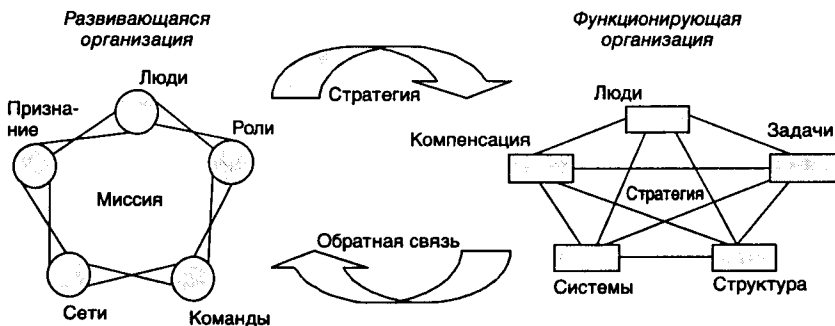 Развивающаяся
организация
Функционирующая
организация
Люди
Призна-
ние
Роли
Миссия
Сети
Команды
Стратегия
Обратная связь
Люди
Компенсация
Задачи
Стратегия
Системы
Структура